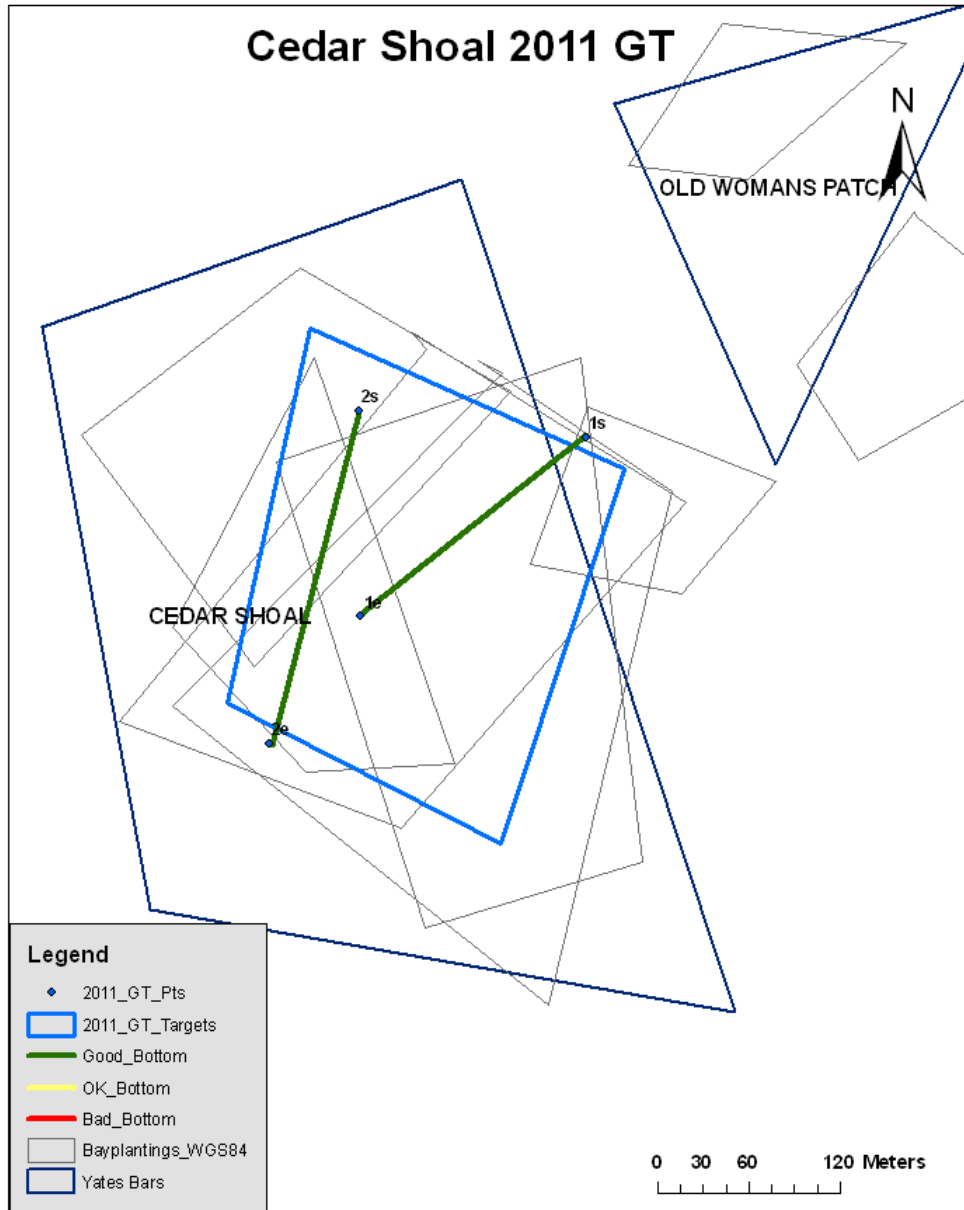 Cedar Shoal 2011 GT
N
OLD WOMANS PATCH
2s
1s
1e
CEDAR SHOAL
2e
Legend
2011_GT_Pts
2011_GT_Targets
Good_Bottom
OK_Bottom
Bad_Bottom
Bayplantings_WGS84
Yates Bars
0 30 60 120 Meters